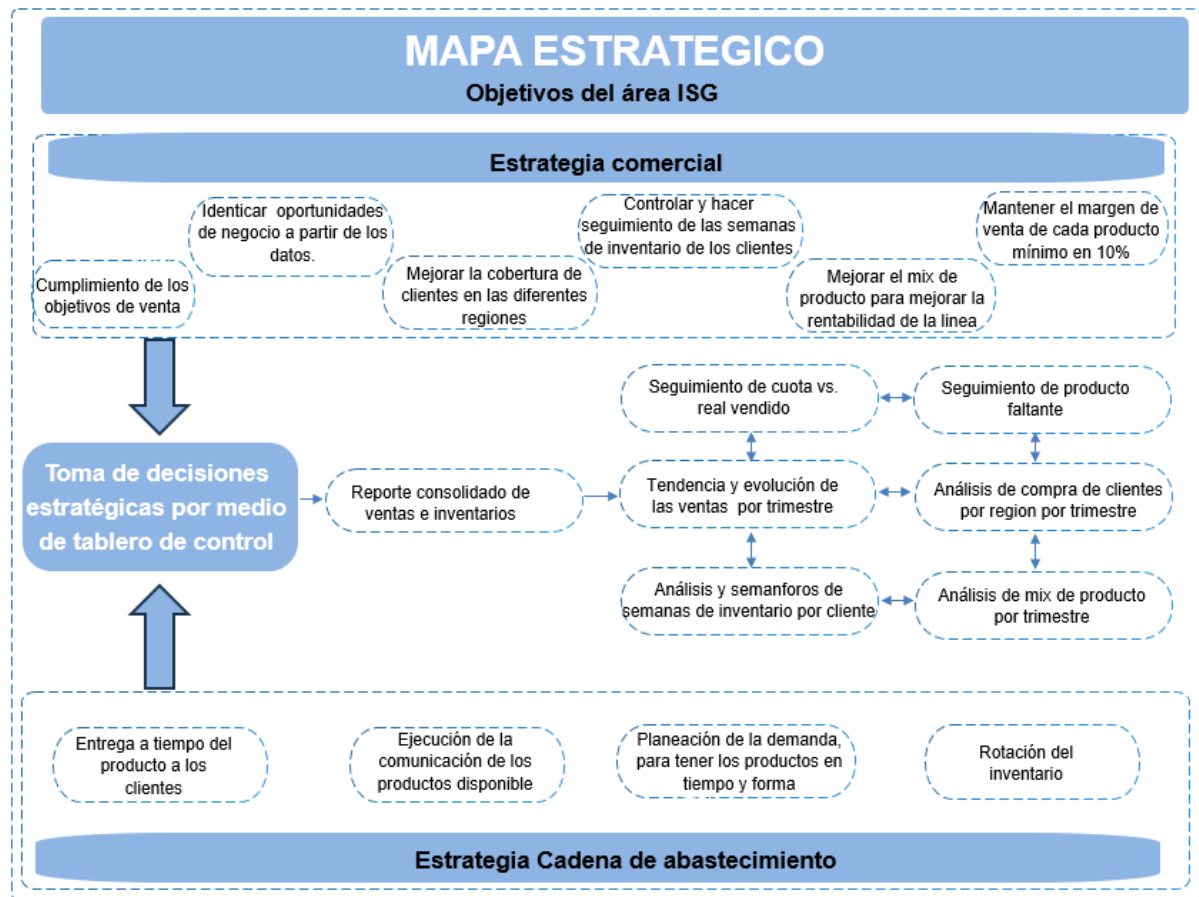 MAPA ESTRATEGICO
Objetivos del área ISG
Estrategia comercial
Cumplimiento de los
objetivos de venta
Identicar oportunidades
de negocio a partir de los
datos.
Mejorar la cobertura de
clientes en las diferentes
regiones
Controlar y hacer
seguimiento de las semanas
de inventario de los clientes
Mejorar el mix de
producto para mejorar la
rentabilidad de la linea
Mantener el margen de
venta de cada producto
mínimo en 10%
Toma de decisiones
estratégicas por medio
de tablero de control
Reporte consolidado de
ventas e inventarios
Seguimiento de cuota vs.
real vendido
Seguimiento de producto
faltante
Tendencia y evolución de
las ventas por trimestre
Análisis de compra de clientes
por region por trimestre
Análisis y semanforos de
semanas de inventario por cliente
Análisis de mix de producto
por trimestre
Entrega a tiempo del
producto a los
clientes
Ejecución de la
comunicación de los
productos disponible
Planeación de la demanda,
para tener los productos en
tiempo y forma
Rotación del
inventario
Estrategia Cadena de abastecimiento